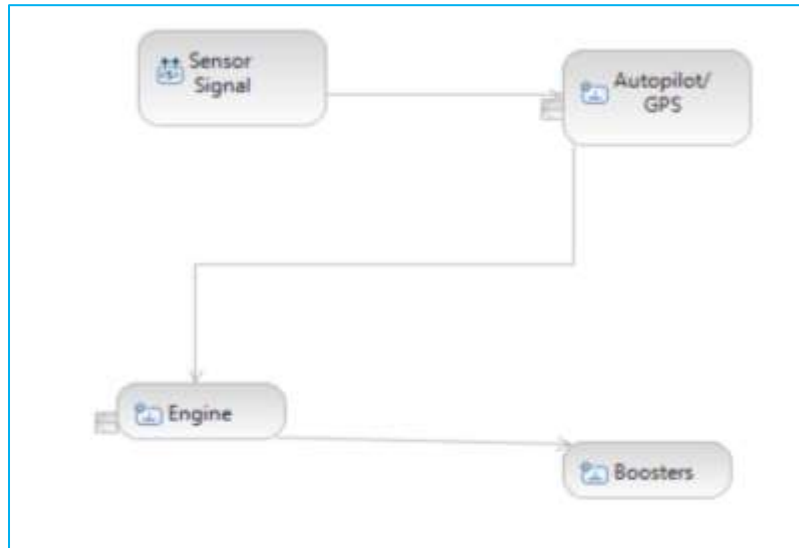 Sensor
Signal
Autopilot/
GPS
Engine
Boosters